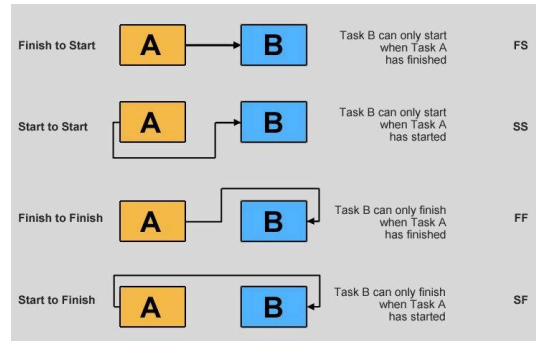 Finish to Start
A
B
Task B can only start
when Task A
has finished
FS
Start to Start
A
B
Task B can only start
when Task A
has started
SS
Finish to Finish
A
B
Task B can only finish
when Task A
has finished
FF
Start to Finish
A
B
Task B can only finish
when Task A
has started
SF